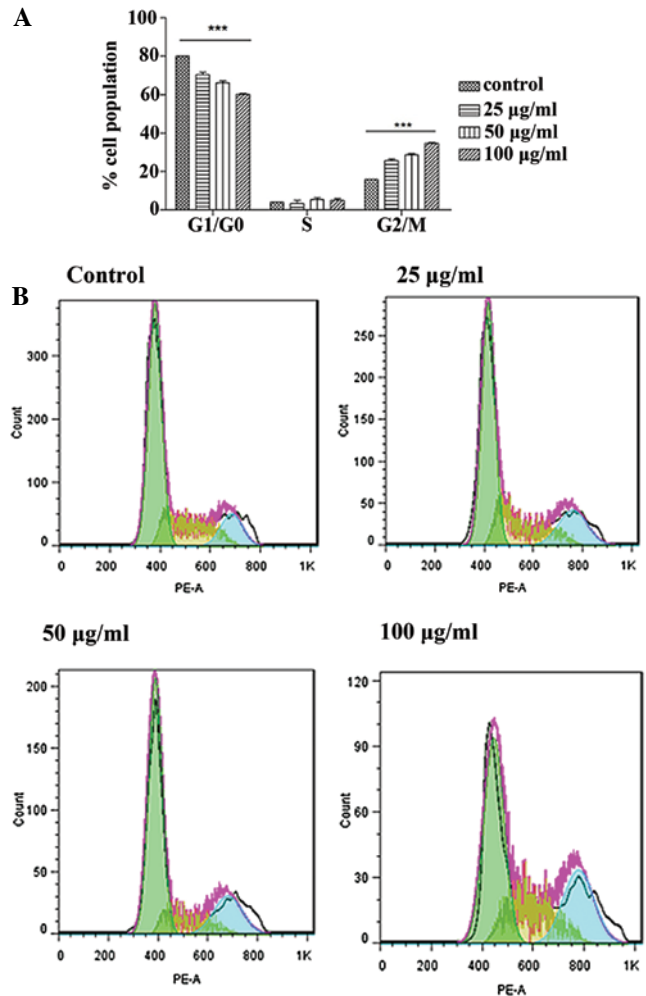 A
100
80
60
40
20
0
% cell population
***
***
G1/G0
S
G2/M
control
25 µg/ml
50 µg/ml
100 µg/ml
B
Control
300
200
100
0
Count
0 200 400 600 800 1K
PE-A
25 µg/ml
250
200
150
100
50
0
Count
0 200 400 600 800 1K
PE-A
50 µg/ml
200
150
100
50
0
Count
0 200 400 600 800 1K
PE-A
100 µg/ml
120
90
60
30
0
Count
0 200 400 600 800 1K
PE-A